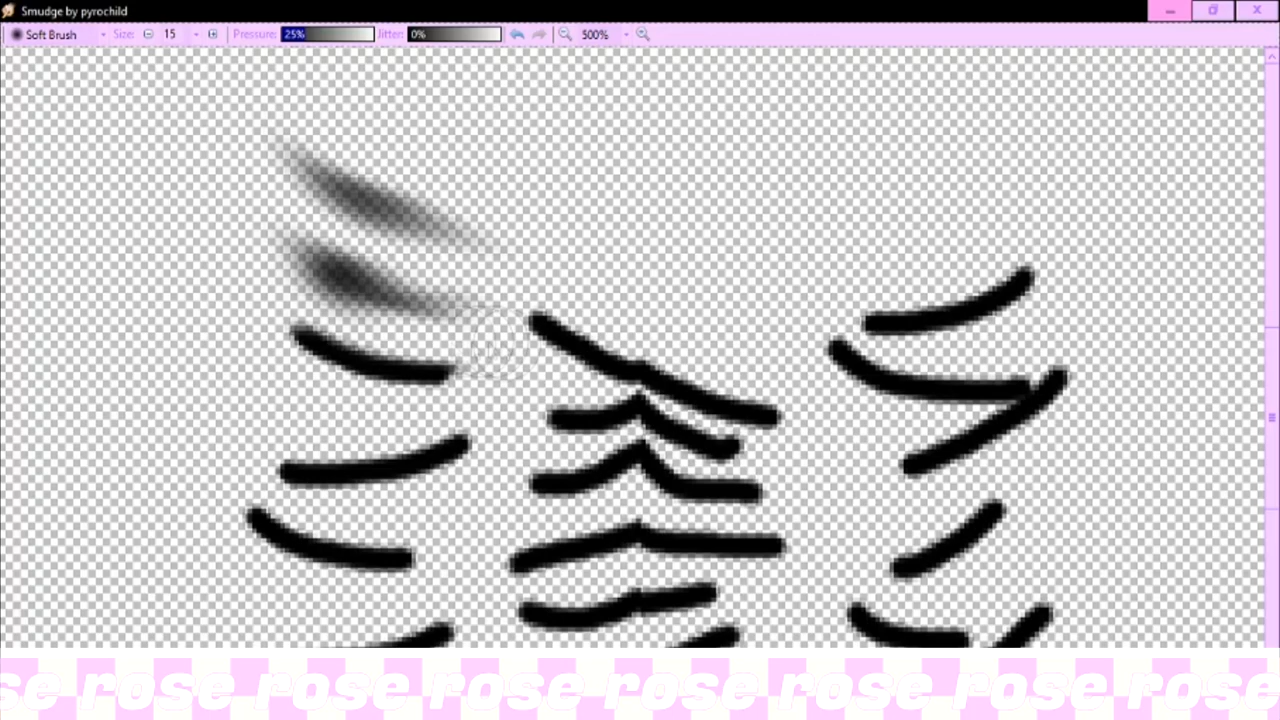 Smudge by pyrochild
Soft Brush Size: 15 Pressure: 25% Jitter: 0% 500%
se rose rose rose rose rose rose rose